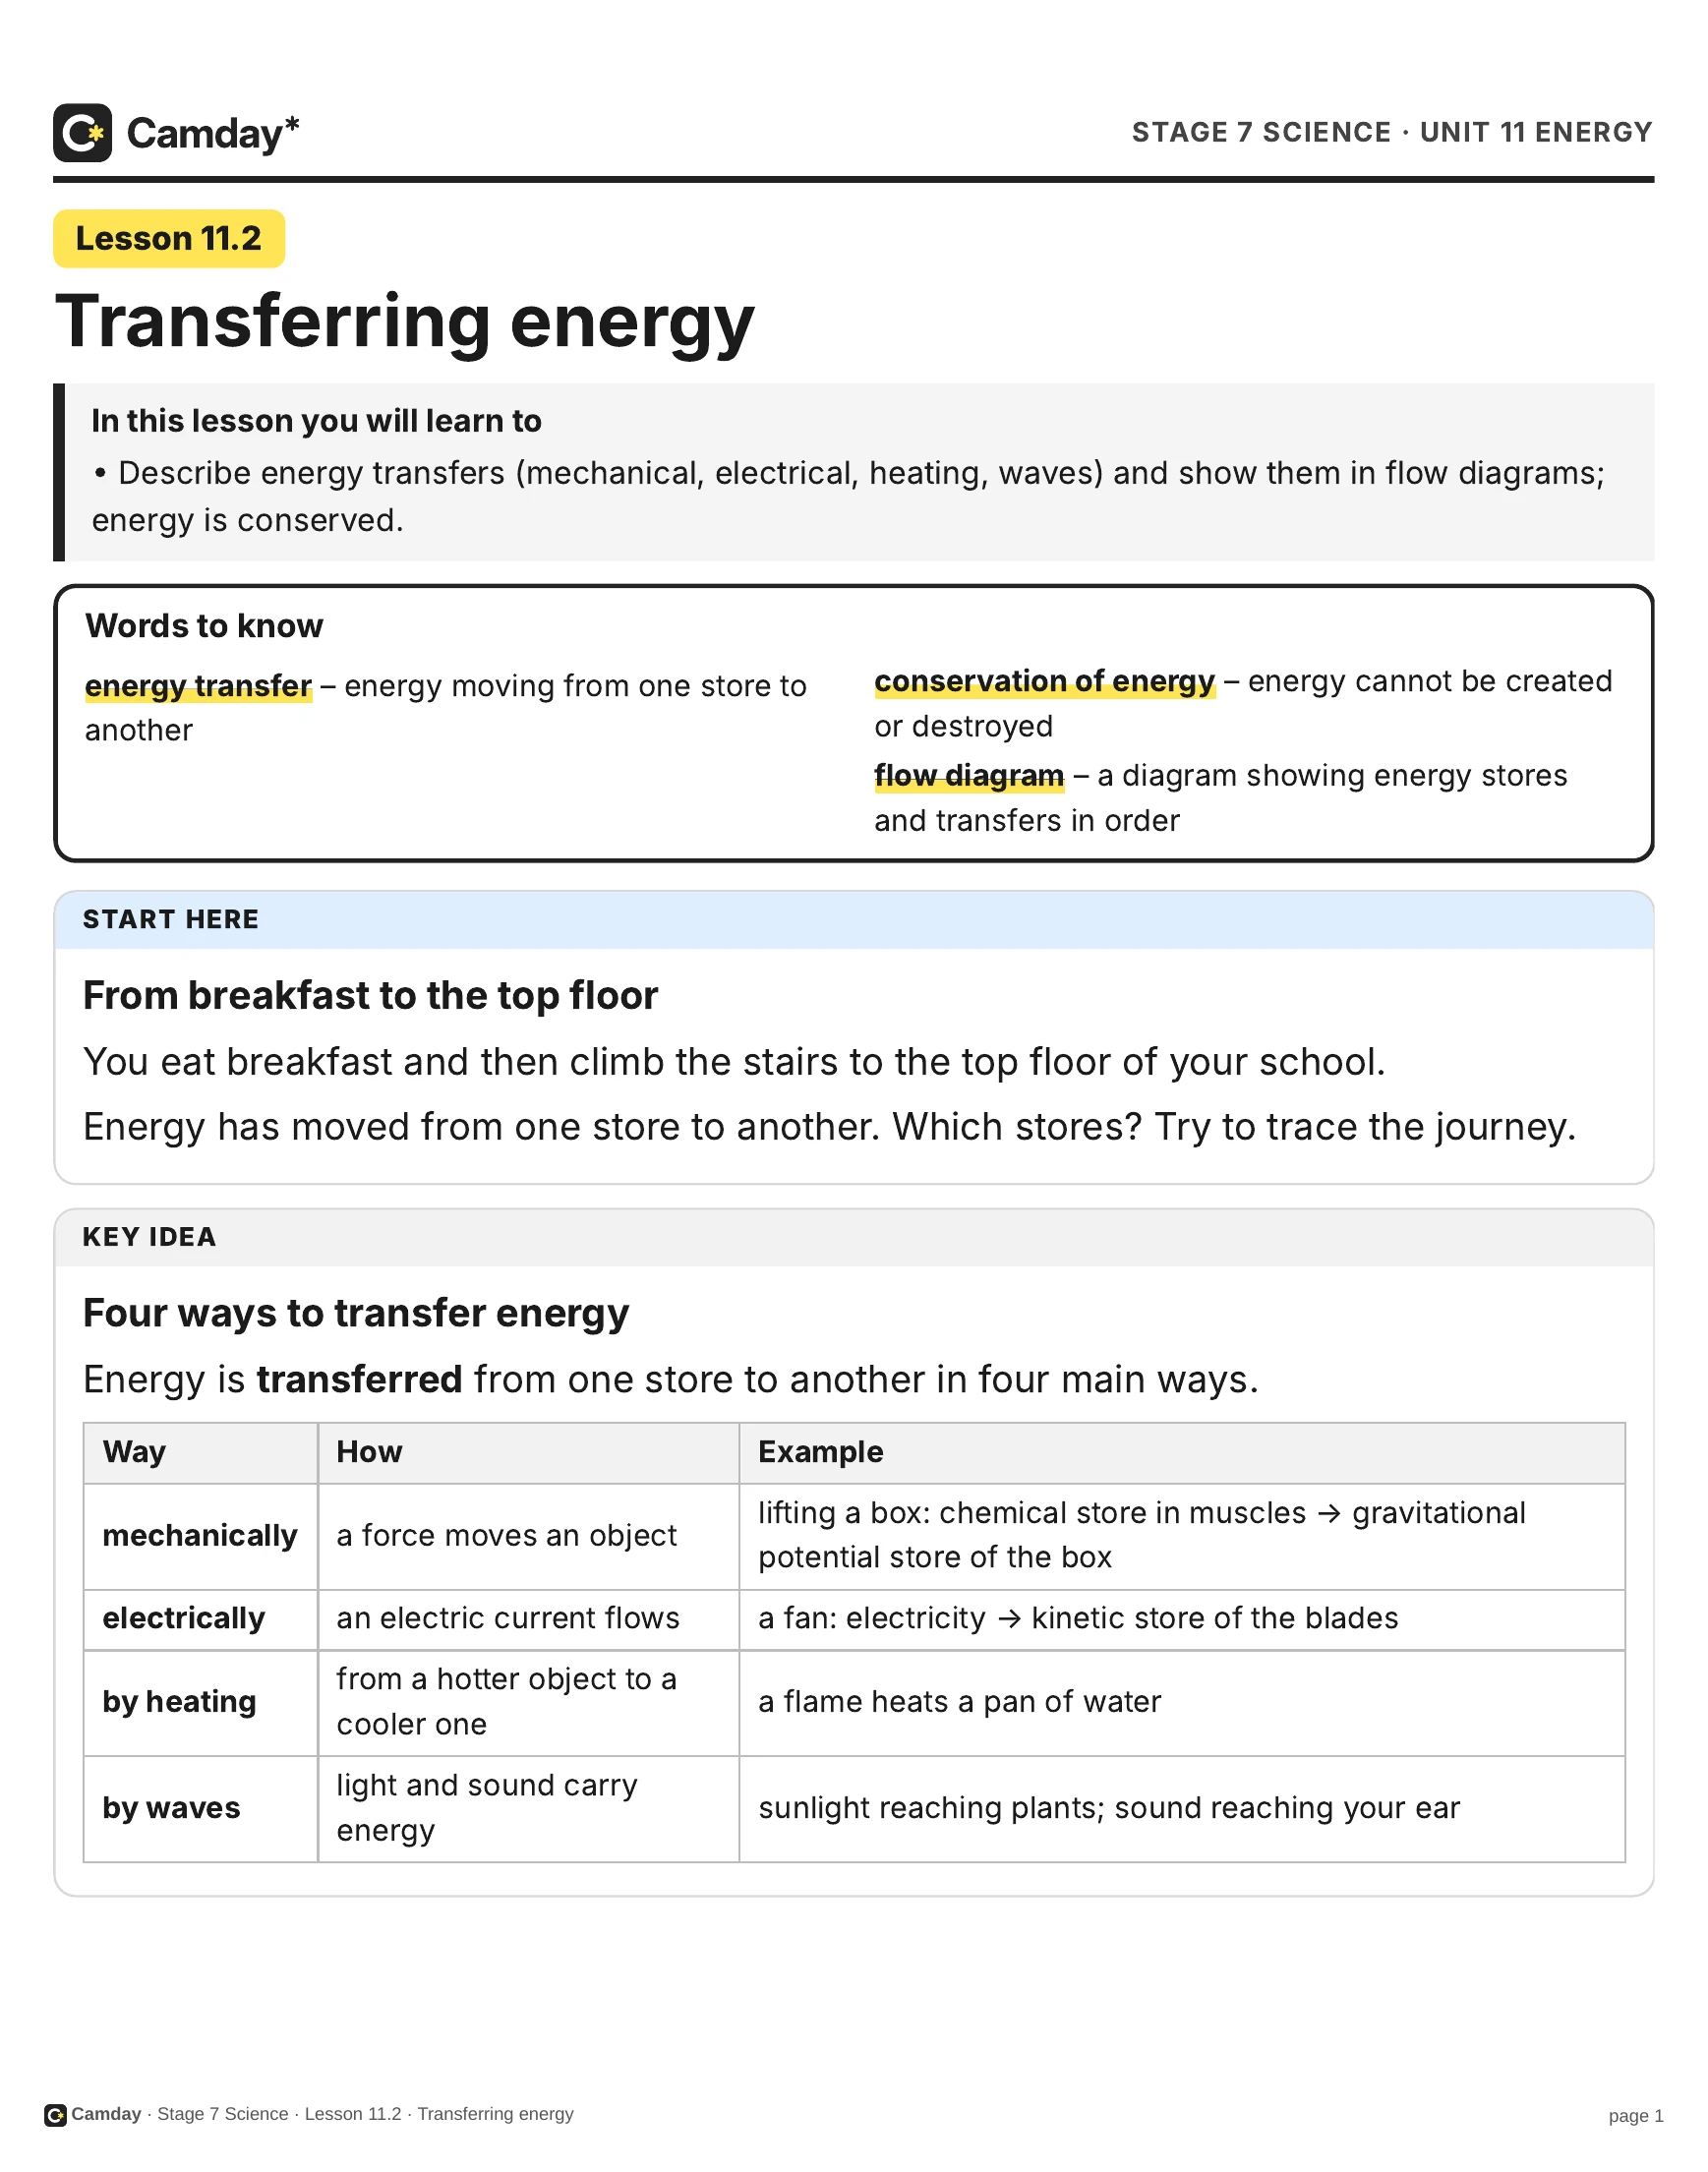 Camday*
STAGE 7 SCIENCE · UNIT 11 ENERGY
Lesson 11.2
Transferring energy
In this lesson you will learn to
• Describe energy transfers (mechanical, electrical, heating, waves) and show them in flow diagrams;
energy is conserved.
Words to know
energy transfer – energy moving from one store to
another
conservation of energy – energy cannot be created
or destroyed
flow diagram – a diagram showing energy stores
and transfers in order
START HERE
From breakfast to the top floor
You eat breakfast and then climb the stairs to the top floor of your school.
Energy has moved from one store to another. Which stores? Try to trace the journey.
KEY IDEA
Four ways to transfer energy
Energy is transferred from one store to another in four main ways.
Way How Example
mechanically a force moves an object lifting a box: chemical store in muscles → gravitational
potential store of the box
electrically an electric current flows a fan: electricity → kinetic store of the blades
by heating from a hotter object to a
cooler one a flame heats a pan of water
by waves light and sound carry
energy sunlight reaching plants; sound reaching your ear
Camday · Stage 7 Science · Lesson 11.2 · Transferring energy
page 1